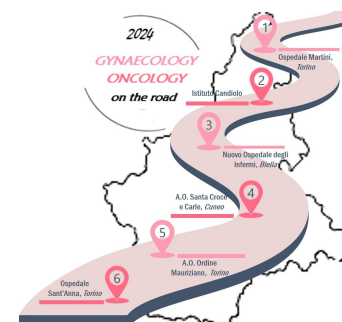 2024
GYNAECOLOGY
ONCOLOGY
on the road
1
Ospedale Martini,
Torino
2
Istituto Candiolo
3
Nuovo Ospedale degli
Infermi, Biella
4
A.O. Santa Croce
e Carle, Cuneo
5
A.O. Ordine
Mauriziano, Torino
6
Ospedale
Sant'Anna, Torino